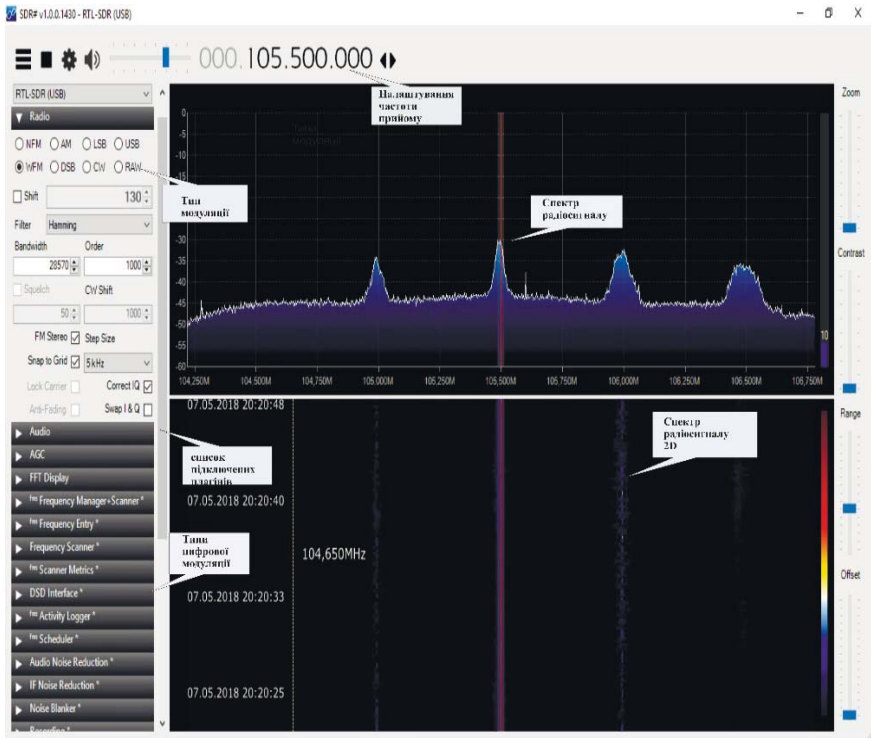 SDR# v1.0.0.1430 - RTL-SDR (USB)
000.105.500.000
RTL-SDR (USB)
Radio
NFM AM LSB USB
WFM DSB CW RAW
Shift 130
Filter Hamming
Bandwidth Order
28570 1000
Squelch CW Shift
50 1000
FM Stereo Step Size
Snap to Grid 5 kHz
Lock Carrier Correct IQ
Anti-Fading Swap I & Q
Audio
AGC
FFT Display
Frequency Manager+Scanner *
Frequency Entry *
Frequency Scanner *
Scanner Metrics *
DSD Interface *
Activity Logger *
Scheduler *
Audio Noise Reduction *
IF Noise Reduction *
Noise Blanker *
Recording *
Налаштування
частоти
прийому
Тип
модуляції
Спектр
радіосигналу
список
підключених
плагінів
Типи
цифрової
модуляції
Спектр
радіосигналу
2D
0
-5
-10
-15
-30
-35
-40
-45
-50
-55
-60
10
104,250M 104,500M 104,750M 105,000M 105,250M 105,500M 105,750M 106,000M 106,250M 106,500M 106,750M
07.05.2018 20:20:48
07.05.2018 20:20:40
104,650MHz
07.05.2018 20:20:33
07.05.2018 20:20:25
Zoom
Contrast
Range
Offset